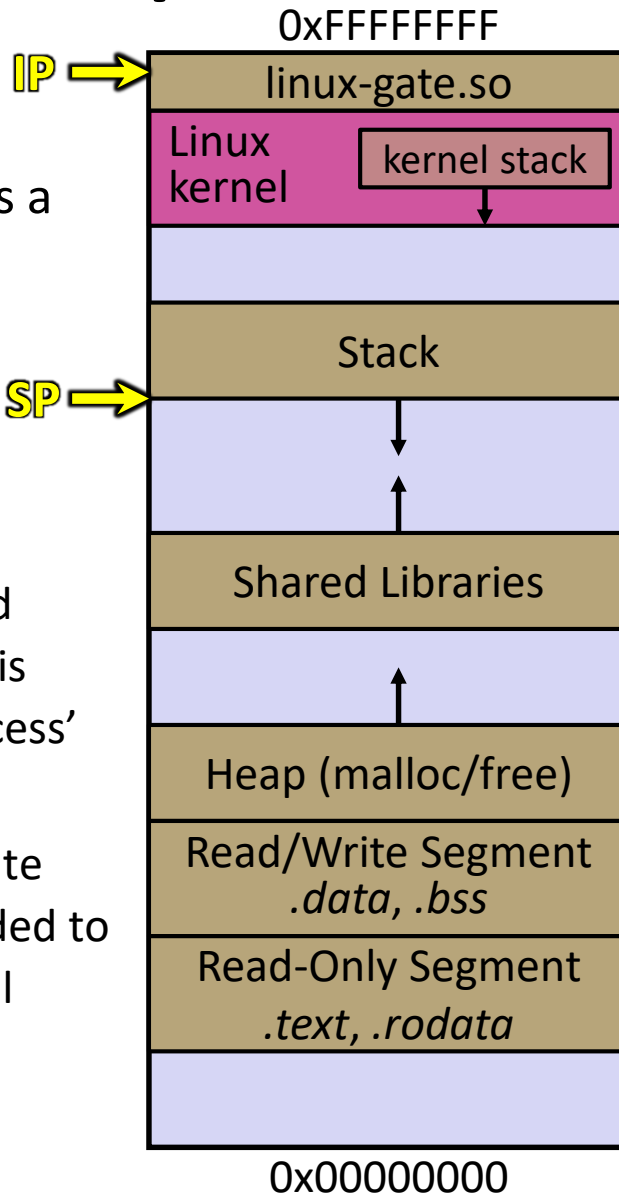 0xFFFFFFFF
IP
linux-gate.so
Linux
kernel
kernel stack
s a
Stack
SP
Shared Libraries
d
is
cess’
Heap (malloc/free)
te
ded to
l
Read/Write Segment
.data, .bss
Read-Only Segment
.text, .rodata
0x00000000